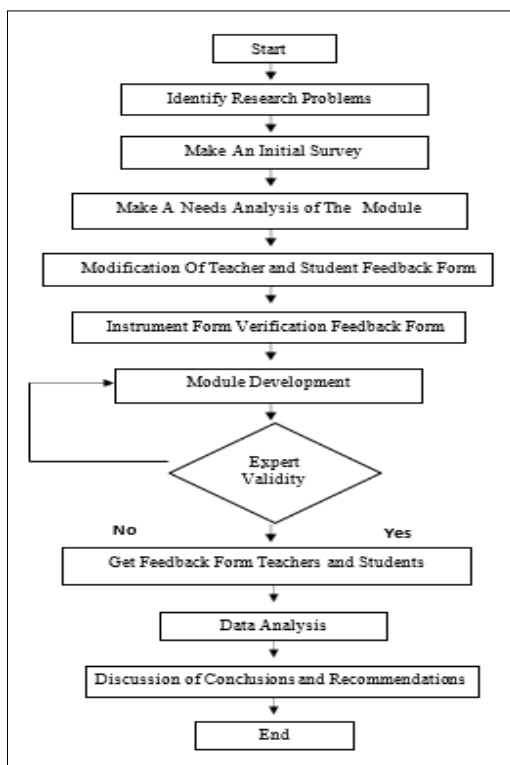 Start
Identify Research Problems
Make An Initial Survey
Make A Needs Analysis of The Module
Modification Of Teacher and Student Feedback Form
Instrument Form Verification Feedback Form
Module Development
Expert
Validity
No Yes
Get Feedback Form Teachers and Students
Data Analysis
Discussion of Conclusions and Recommendations
End